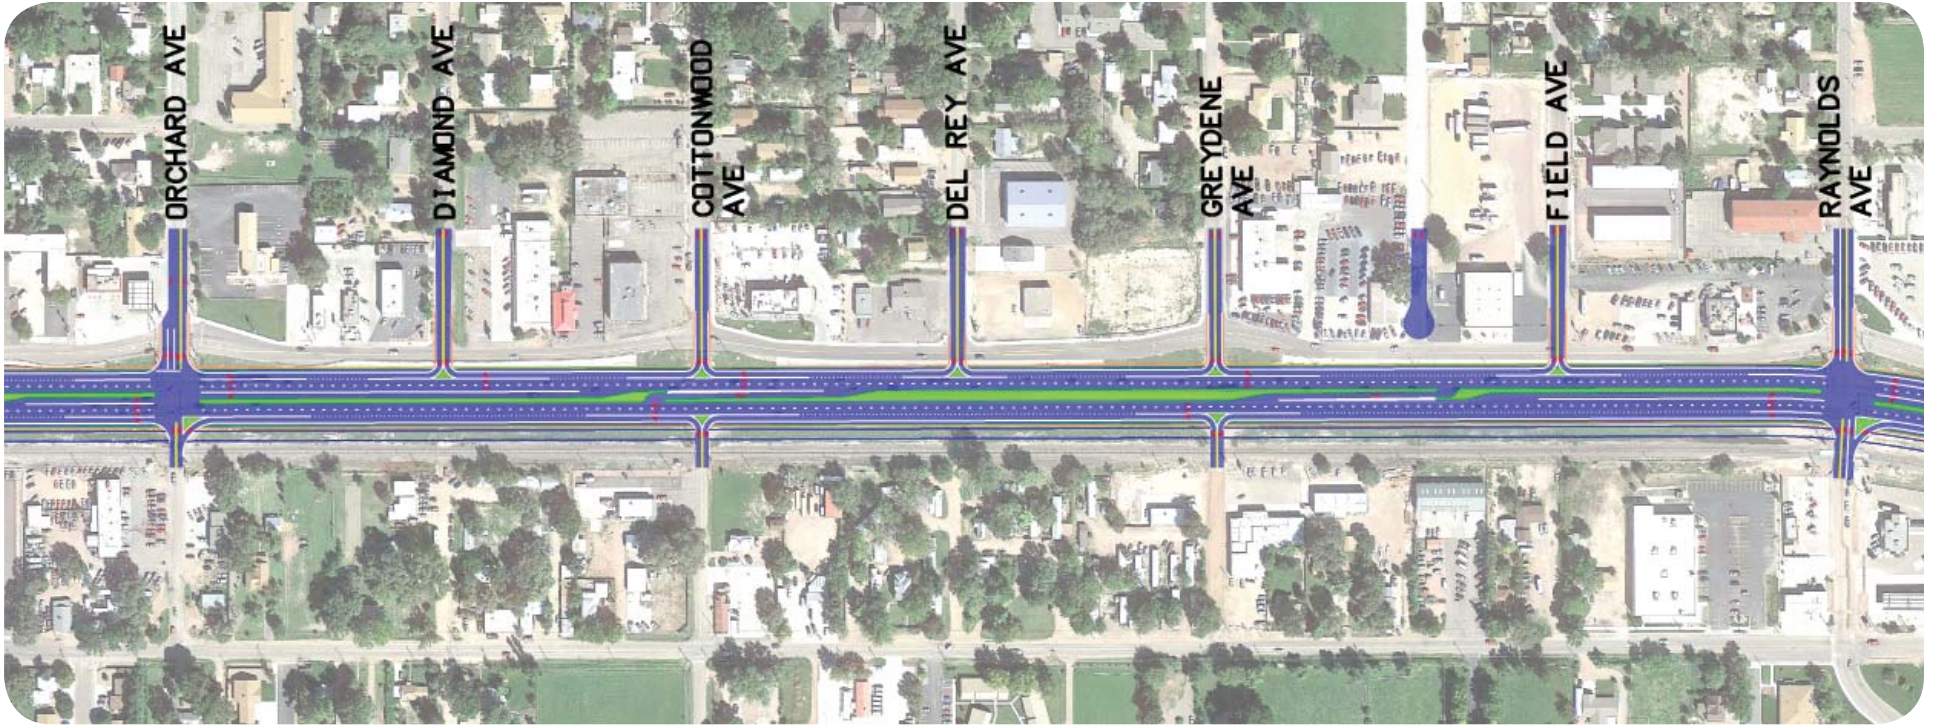 ORCHARD AVE
DIAMOND AVE
COTTONWOOD
AVE
DEL REY AVE
GREYDENE
AVE
FIELD AVE
RAYNOLDS
AVE